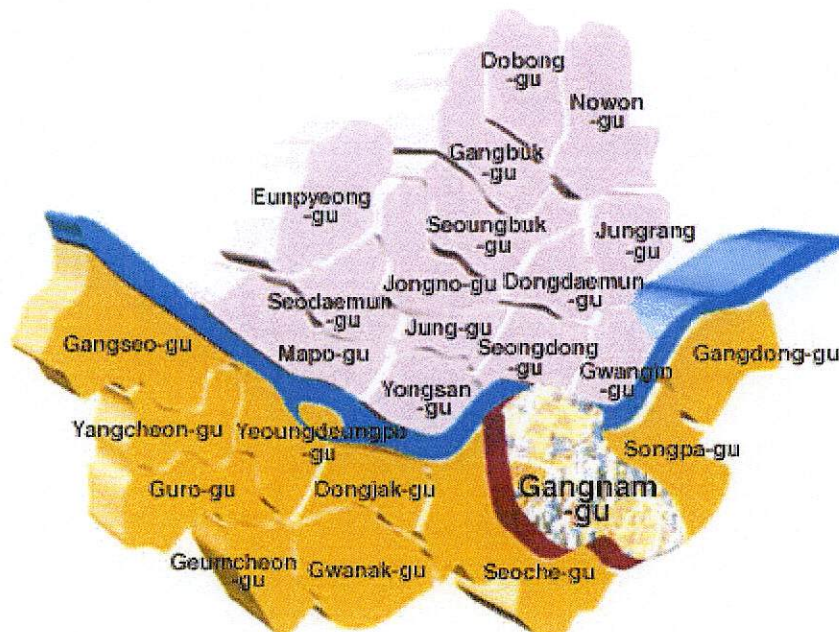 Dobong
-gu
Nowon
-gu
Gangbuk
-gu
Eunpyeong
-gu
Seoungbuk
-gu
Jungrang
-gu
Jongno-gu
Dongdaemun
-gu
Seodaemun
-gu
Jung-gu
Gangseo-gu
Mapo-gu
Seongdong
-gu
Gangdong-gu
Gwangjn
-gu
Yongsan
-gu
Yangcheon-gu
Yeoungdeungpo
-gu
Songpa-gu
Guro-gu
Dongjak-gu
Gangnam
-gu
Geumcheon
-gu
Gwanak-gu
Seoche-gu